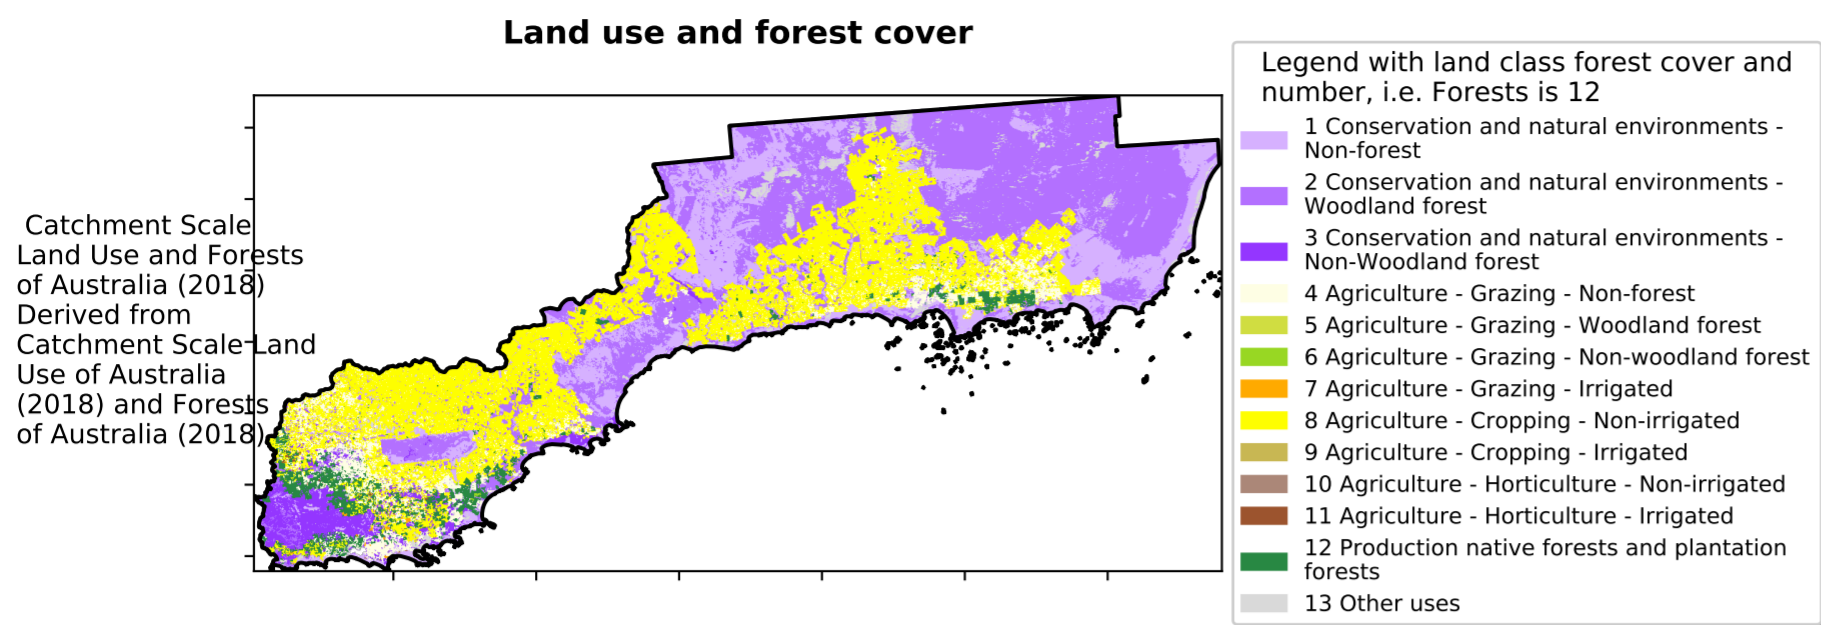 Land use and forest cover
Catchment Scale
Land Use and Forests
of Australia (2018)
Derived from
Catchment Scale Land
Use of Australia
(2018) and Forests
of Australia (2018)
Legend with land class forest cover and
number, i.e. Forests is 12
1 Conservation and natural environments -
Non-forest
2 Conservation and natural environments -
Woodland forest
3 Conservation and natural environments -
Non-Woodland forest
4 Agriculture - Grazing - Non-forest
5 Agriculture - Grazing - Woodland forest
6 Agriculture - Grazing - Non-woodland forest
7 Agriculture - Grazing - Irrigated
8 Agriculture - Cropping - Non-irrigated
9 Agriculture - Cropping - Irrigated
10 Agriculture - Horticulture - Non-irrigated
11 Agriculture - Horticulture - Irrigated
12 Production native forests and plantation
forests
13 Other uses